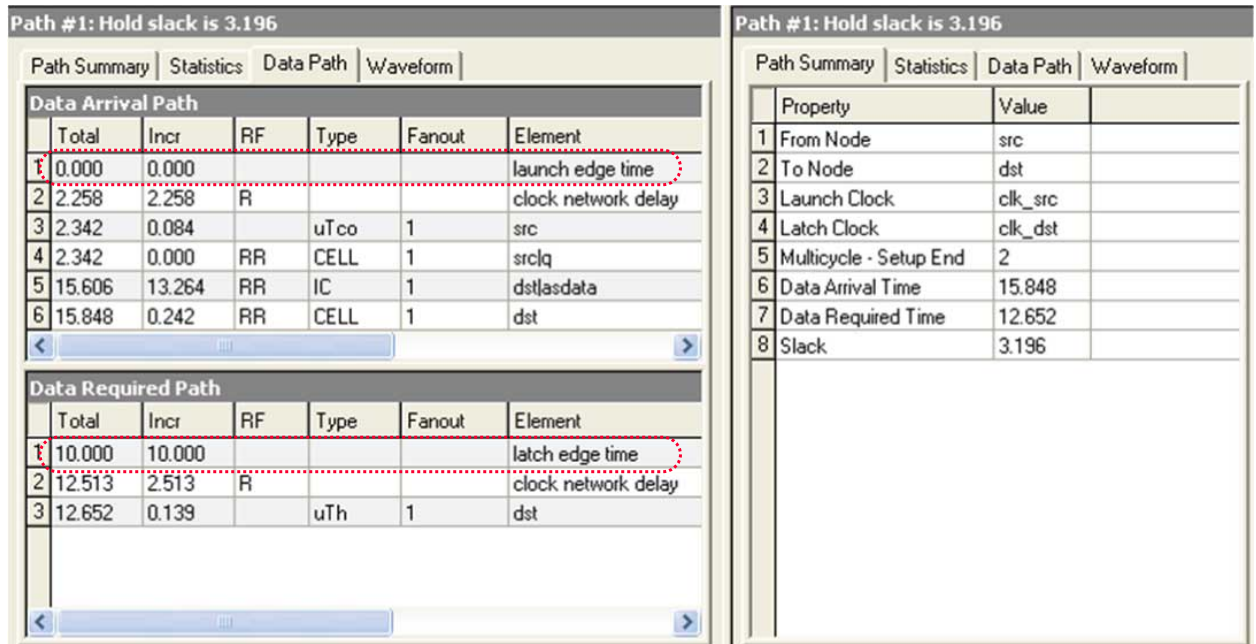 Path #1: Hold slack is 3.196
Path Summary Statistics Data Path Waveform
Data Arrival Path
Total Incr RF Type Fanout Element
1 0.000 0.000 launch edge time
2 2.258 2.258 R clock network delay
3 2.342 0.084 uTco 1 src
4 2.342 0.000 RR CELL 1 src|q
5 15.606 13.264 RR IC 1 dst|asdata
6 15.848 0.242 RR CELL 1 dst
Data Required Path
Total Incr RF Type Fanout Element
1 10.000 10.000 latch edge time
2 12.513 2.513 R clock network delay
3 12.652 0.139 uTh 1 dst
Path #1: Hold slack is 3.196
Path Summary Statistics Data Path Waveform
Property Value
1 From Node src
2 To Node dst
3 Launch Clock clk_src
4 Latch Clock clk_dst
5 Multicycle - Setup End 2
6 Data Arrival Time 15.848
7 Data Required Time 12.652
8 Slack 3.196